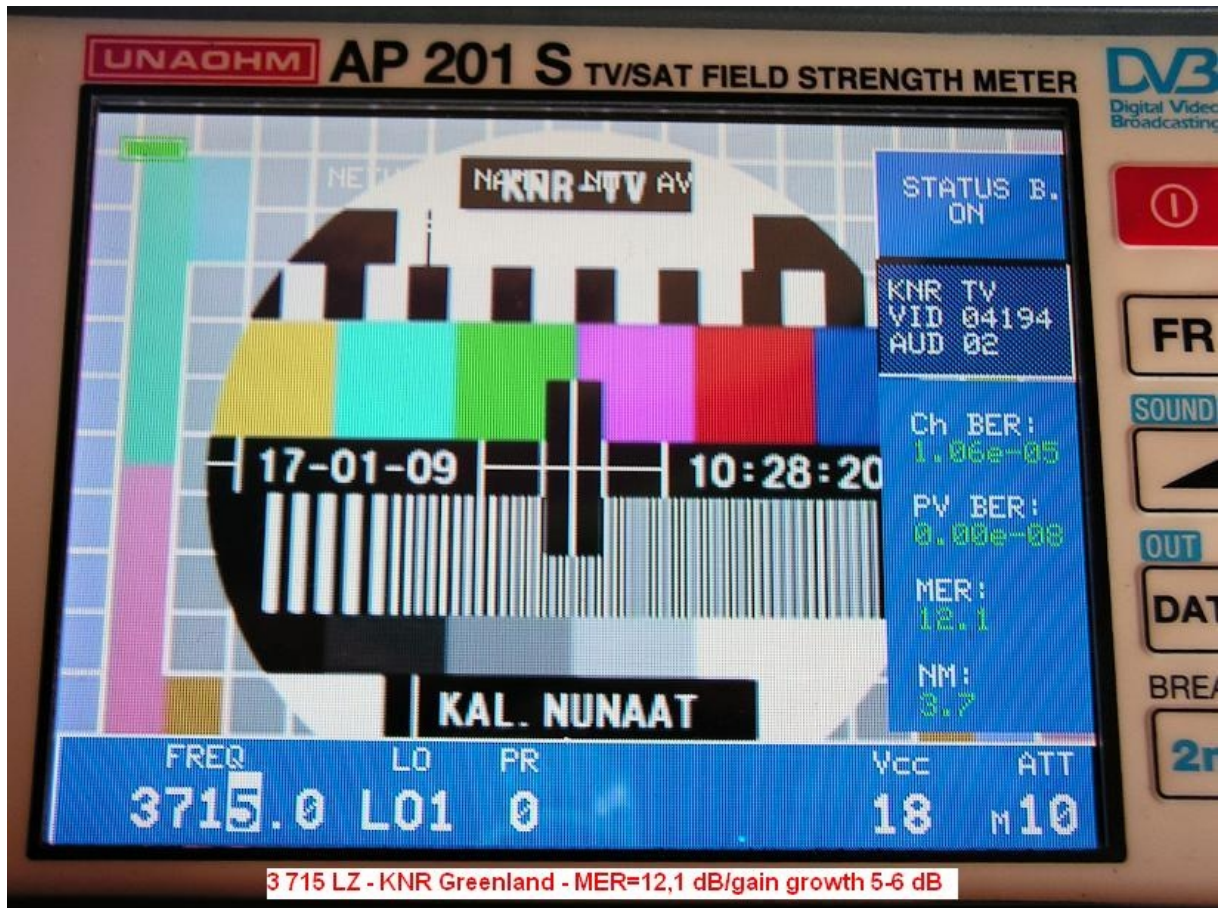 UNAOHM AP 201 S TV/SAT FIELD STRENGTH METER
DVB
Digital Video
Broadcasting
KNR-TV
STATUS B.
ON
KNR TV
VID 04194
AUD 02
FR
SOUND
Ch BER:
1.06e-05
17-01-09 10:28:20
PV BER:
0.00e-08
OUT
MER:
12.1
DAT
NM:
3.7
BREA
KAL. NUNAAT
2n
FREQ LO PR Vcc ATT
3715.0 LO1 0 18 M10
3 715 LZ - KNR Greenland - MER=12,1 dB/gain growth 5-6 dB